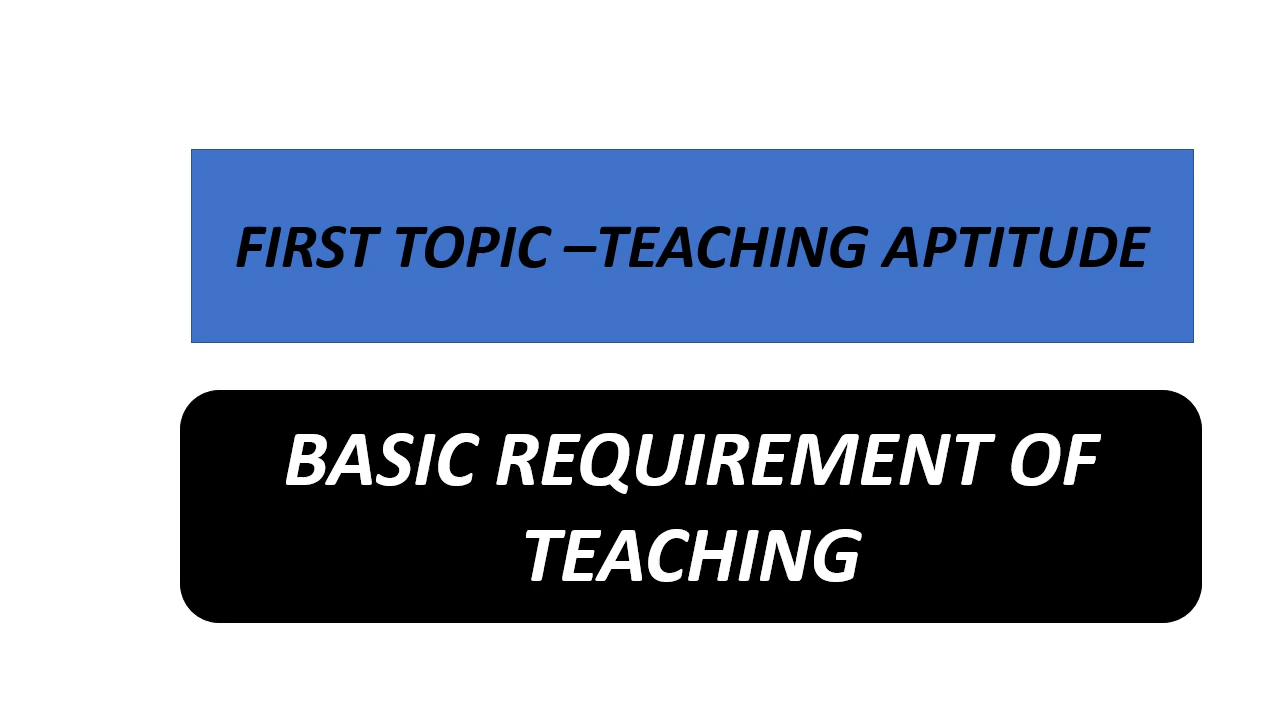 FIRST TOPIC –TEACHING APTITUDE
BASIC REQUIREMENT OF
TEACHING